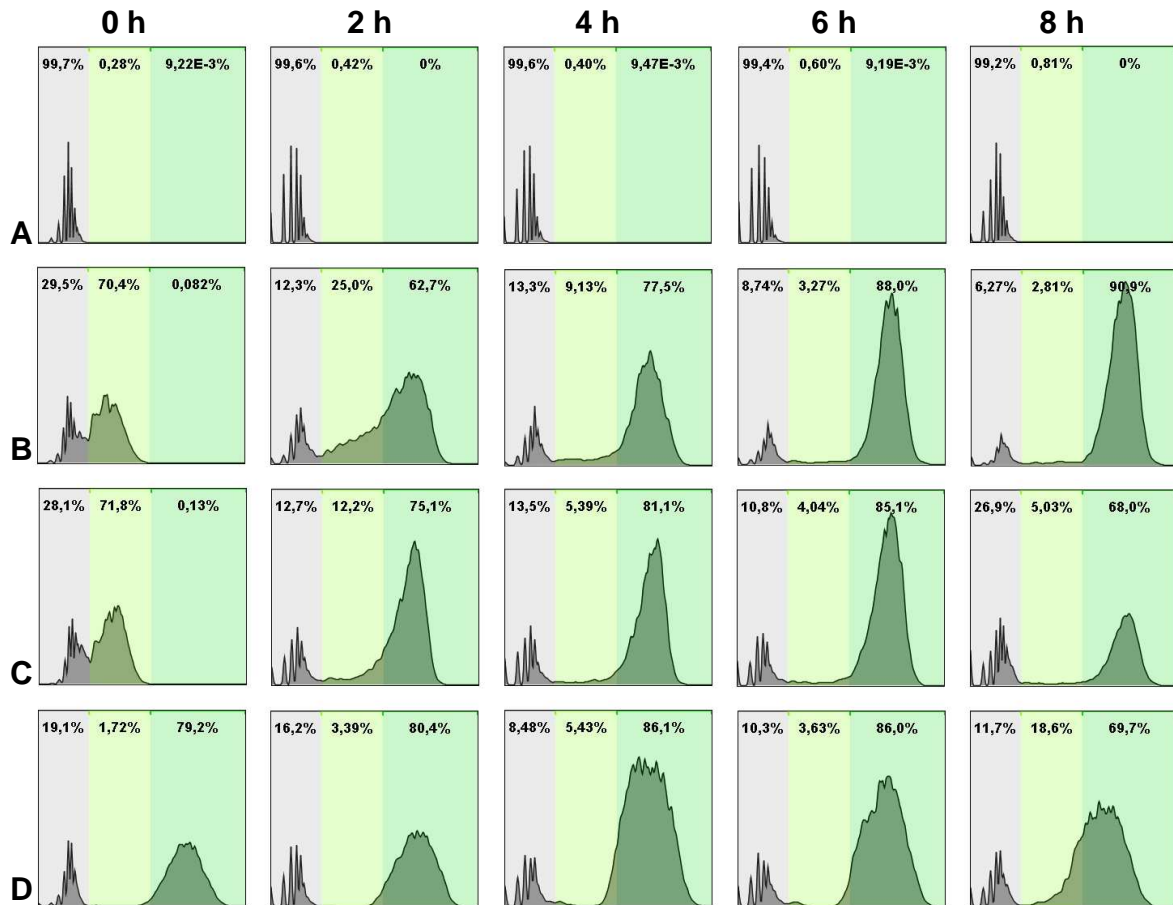 0 h 2 h 4 h 6 h 8 h
99,7% 0,28% 9,22E-3% 99,6% 0,42% 0% 99,6% 0,40% 9,47E-3% 99,4% 0,60% 9,19E-3% 99,2% 0,81% 0%
A
29,5% 70,4% 0,082% 12,3% 25,0% 62,7% 13,3% 9,13% 77,5% 8,74% 3,27% 88,0% 6,27% 2,81% 90,9%
B
28,1% 71,8% 0,13% 12,7% 12,2% 75,1% 13,5% 5,39% 81,1% 10,8% 4,04% 85,1% 26,9% 5,03% 68,0%
C
19,1% 1,72% 79,2% 16,2% 3,39% 80,4% 8,48% 5,43% 86,1% 10,3% 3,63% 86,0% 11,7% 18,6% 69,7%
D